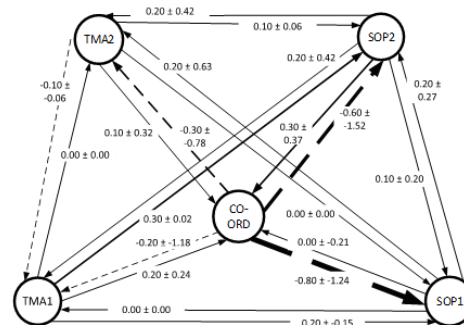 0.20 ± 0.42
0.10 ± 0.06
TMA2
SOP2
0.20 ± 0.63
0.20 ± 0.42
-0.10 ±
-0.06
0.20 ±
0.27
-0.60 ±
-1.52
0.10 ± 0.32
-0.30 ±
-0.78
0.30 ±
0.37
0.00 ± 0.00
0.10 ± 0.20
0.30 ± 0.02
CO-
ORD
0.00 ± 0.00
-0.20 ± -1.18
0.00 ± -0.21
0.20 ± 0.24
-0.80 ± -1.24
TMA1
0.00 ± 0.00
SOP1
0.20 ± -0.15